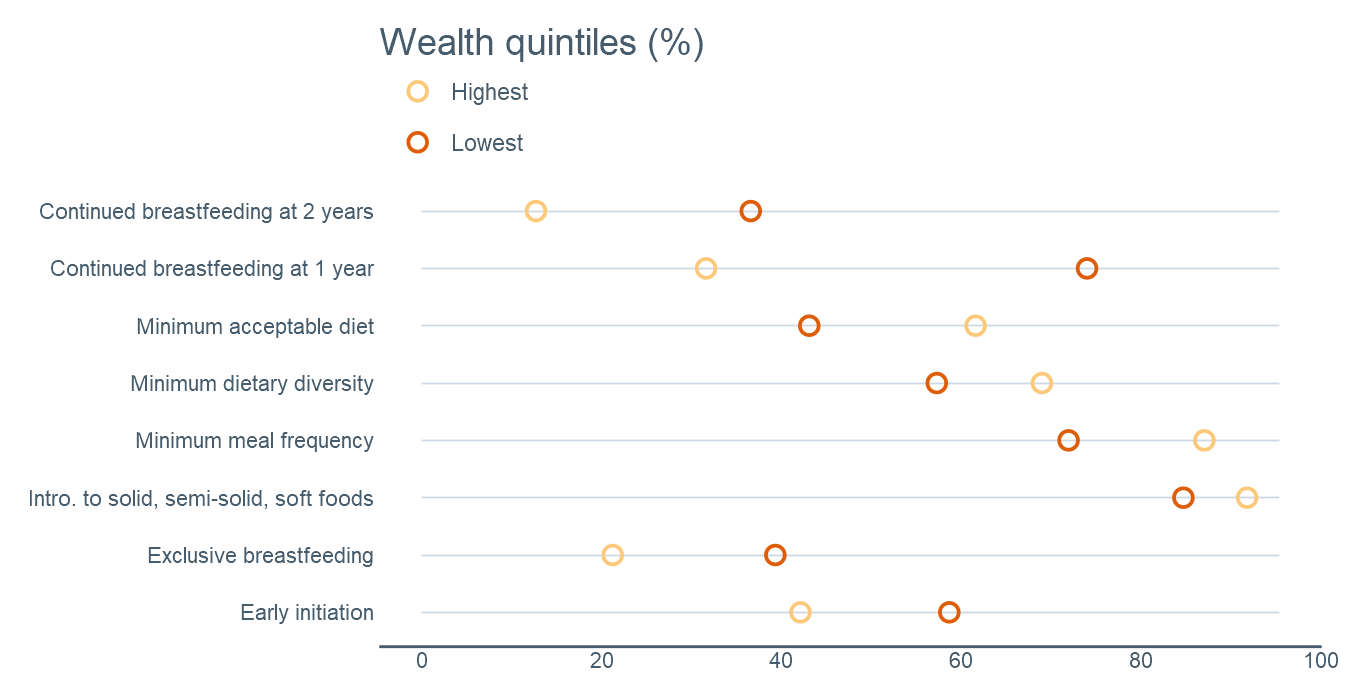 Wealth quintiles (%)
Highest
Lowest
Continued breastfeeding at 2 years
Continued breastfeeding at 1 year
Minimum acceptable diet
Minimum dietary diversity
Minimum meal frequency
Intro. to solid, semi-solid, soft foods
Exclusive breastfeeding
Early initiation
0 20 40 60 80 100